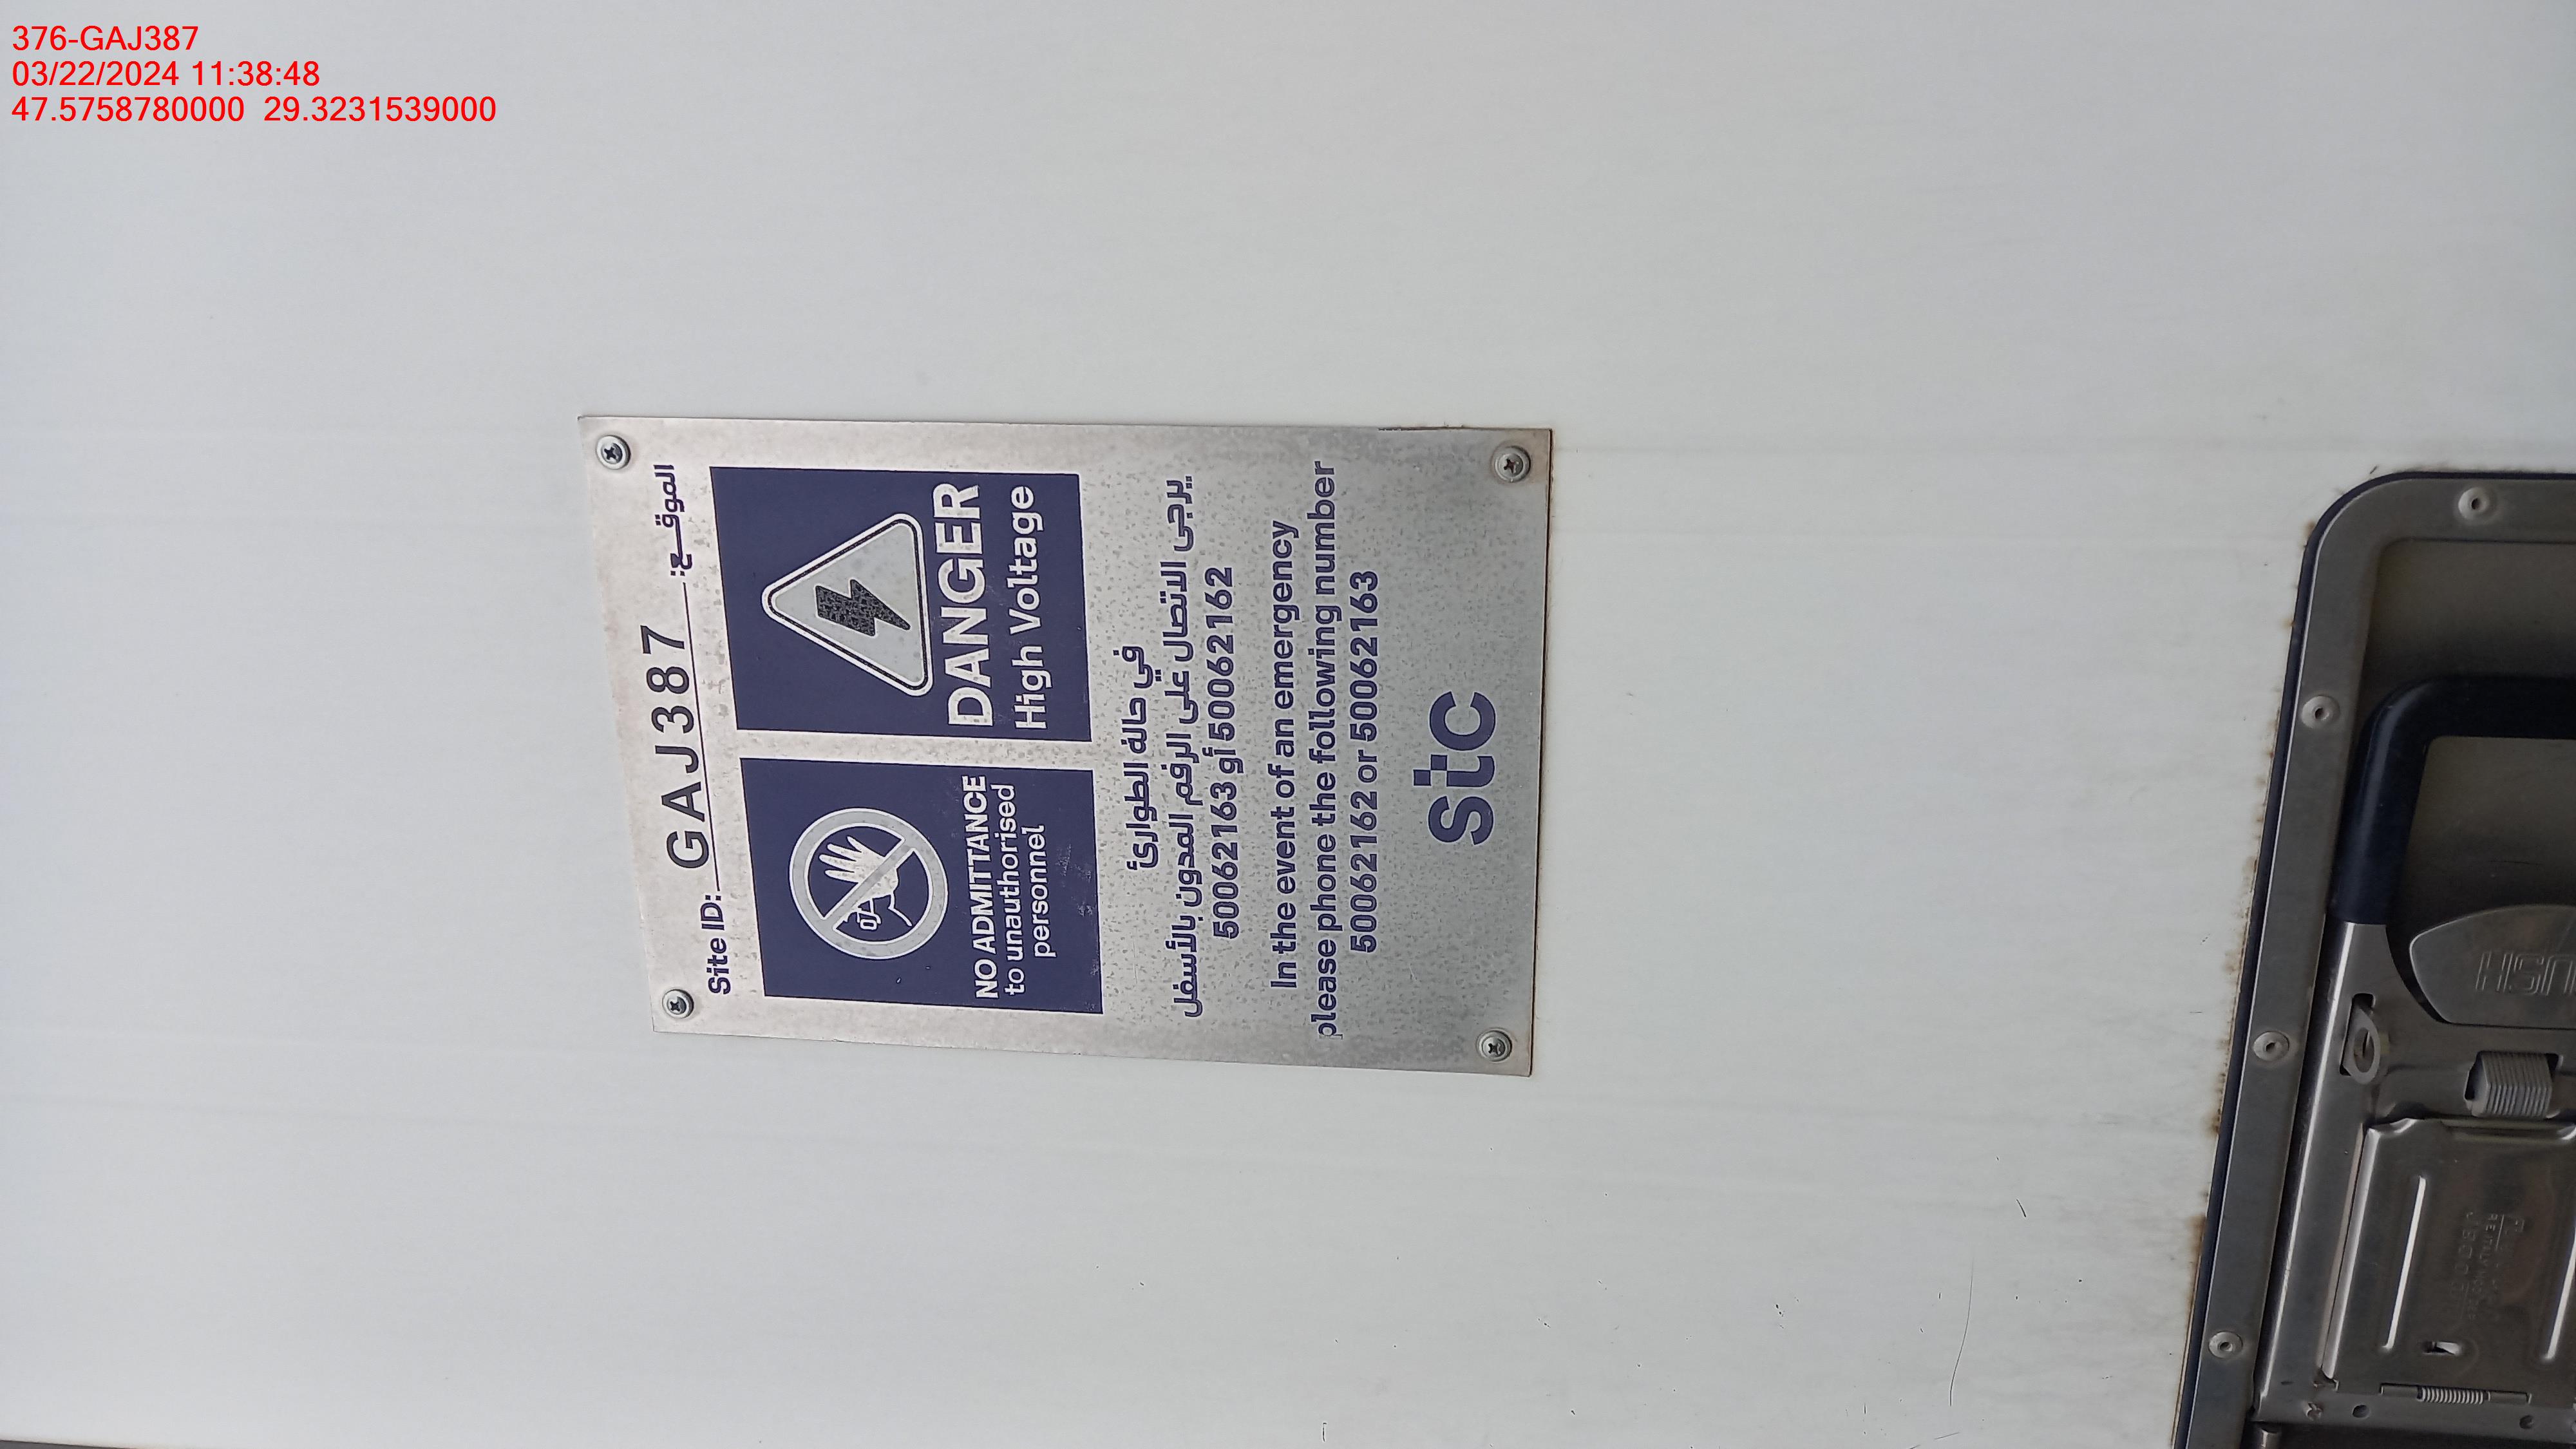 376-GAJ387
03/22/2024 11:38:48
47.5758780000 29.3231539000
Site ID: GAJ387 الموقــع:
NO ADMITTANCE
to unauthorised
personnel
DANGER
High Voltage
في حالة الطوارئ
يرجى الاتصال على الرقم المدون بالأسفل
50062163 أو 50062162
In the event of an emergency
please phone the following number
50062162 or 50062163
stc